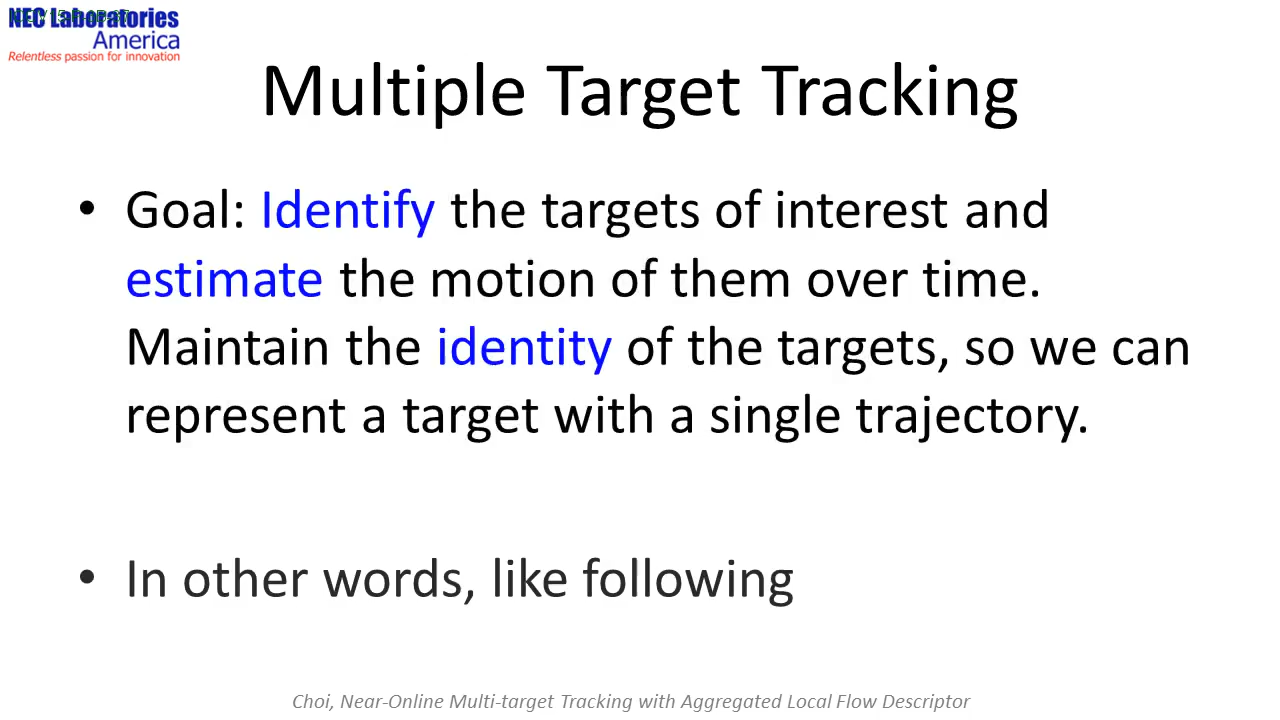 NEC Laboratories
America
Relentless passion for innovation
Multiple Target Tracking
• Goal: Identify the targets of interest and
estimate the motion of them over time.
Maintain the identity of the targets, so we can
represent a target with a single trajectory.
• In other words, like following
Choi, Near-Online Multi-target Tracking with Aggregated Local Flow Descriptor